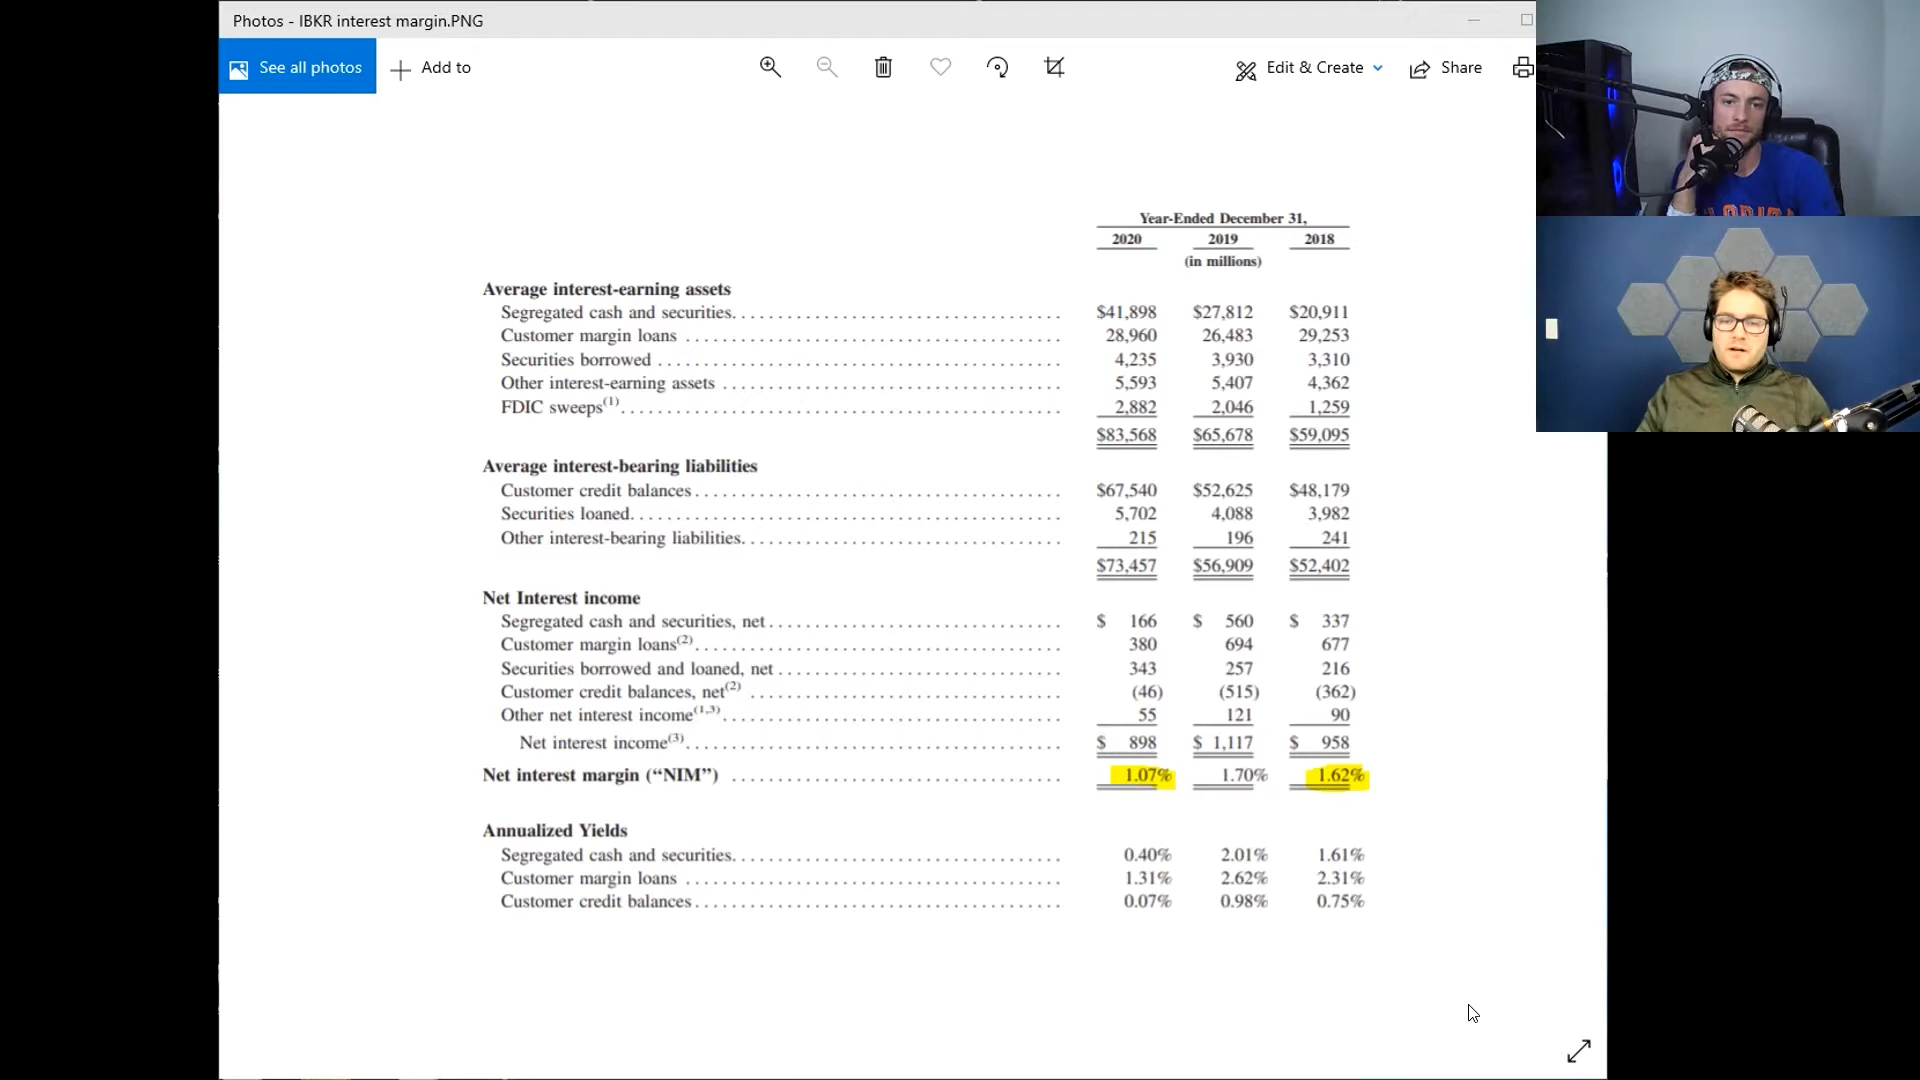 Photos - IBKR interest margin.PNG
See all photos Add to Edit & Create Share
Year-Ended December 31,
2020 2019 2018
(in millions)
Average interest-earning assets
Segregated cash and securities. $41,898 $27,812 $20,911
Customer margin loans 28,960 26,483 29,253
Securities borrowed 4,235 3,930 3,310
Other interest-earning assets 5,593 5,407 4,362
FDIC sweeps(1) 2,882 2,046 1,259
$83,568 $65,678 $59,095
Average interest-bearing liabilities
Customer credit balances $67,540 $52,625 $48,179
Securities loaned. 5,702 4,088 3,982
Other interest-bearing liabilities. 215 196 241
$73,457 $56,909 $52,402
Net Interest income
Segregated cash and securities, net $ 166 $ 560 $ 337
Customer margin loans(2) 380 694 677
Securities borrowed and loaned, net 343 257 216
Customer credit balances, net(2) (46) (515) (362)
Other net interest income(1,3) 55 121 90
Net interest income(3) $ 898 $ 1,117 $ 958
Net interest margin (“NIM”) 1.07% 1.70% 1.62%
Annualized Yields
Segregated cash and securities. 0.40% 2.01% 1.61%
Customer margin loans 1.31% 2.62% 2.31%
Customer credit balances 0.07% 0.98% 0.75%